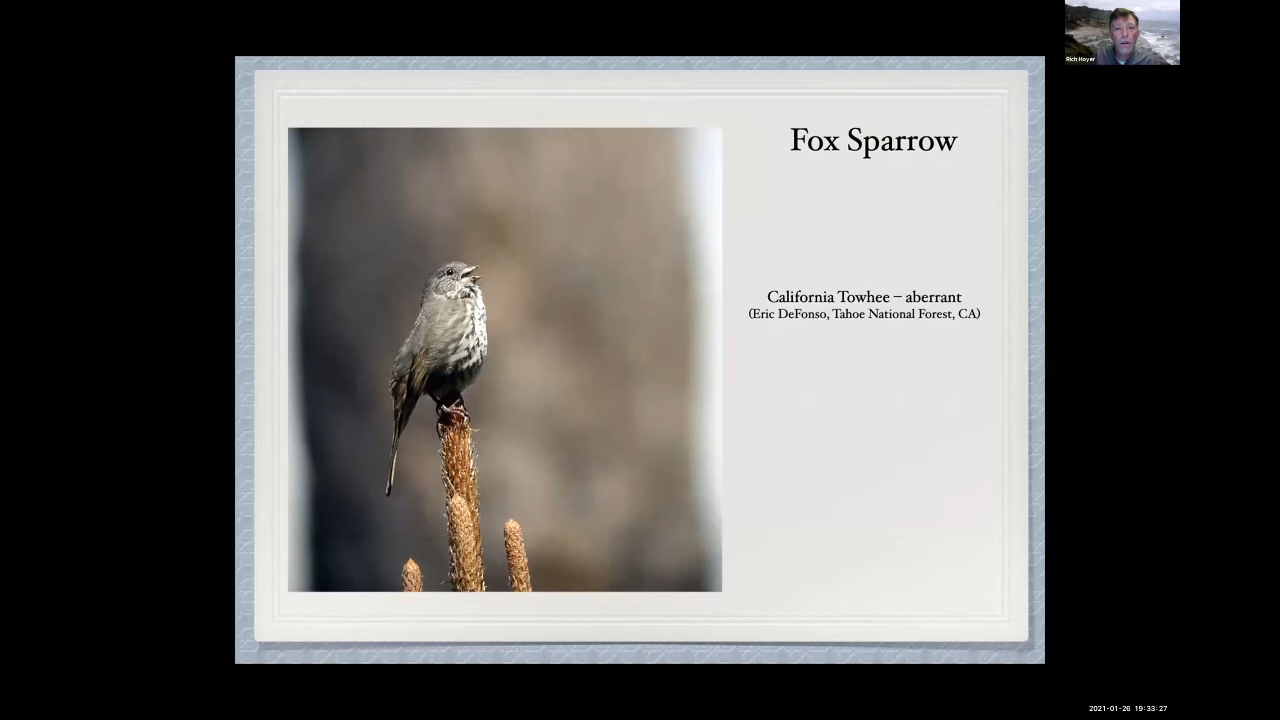 Rich Hoyer
Fox Sparrow
California Towhee – aberrant
(Eric DeFonso, Tahoe National Forest, CA)
2021-01-26 19:33:27